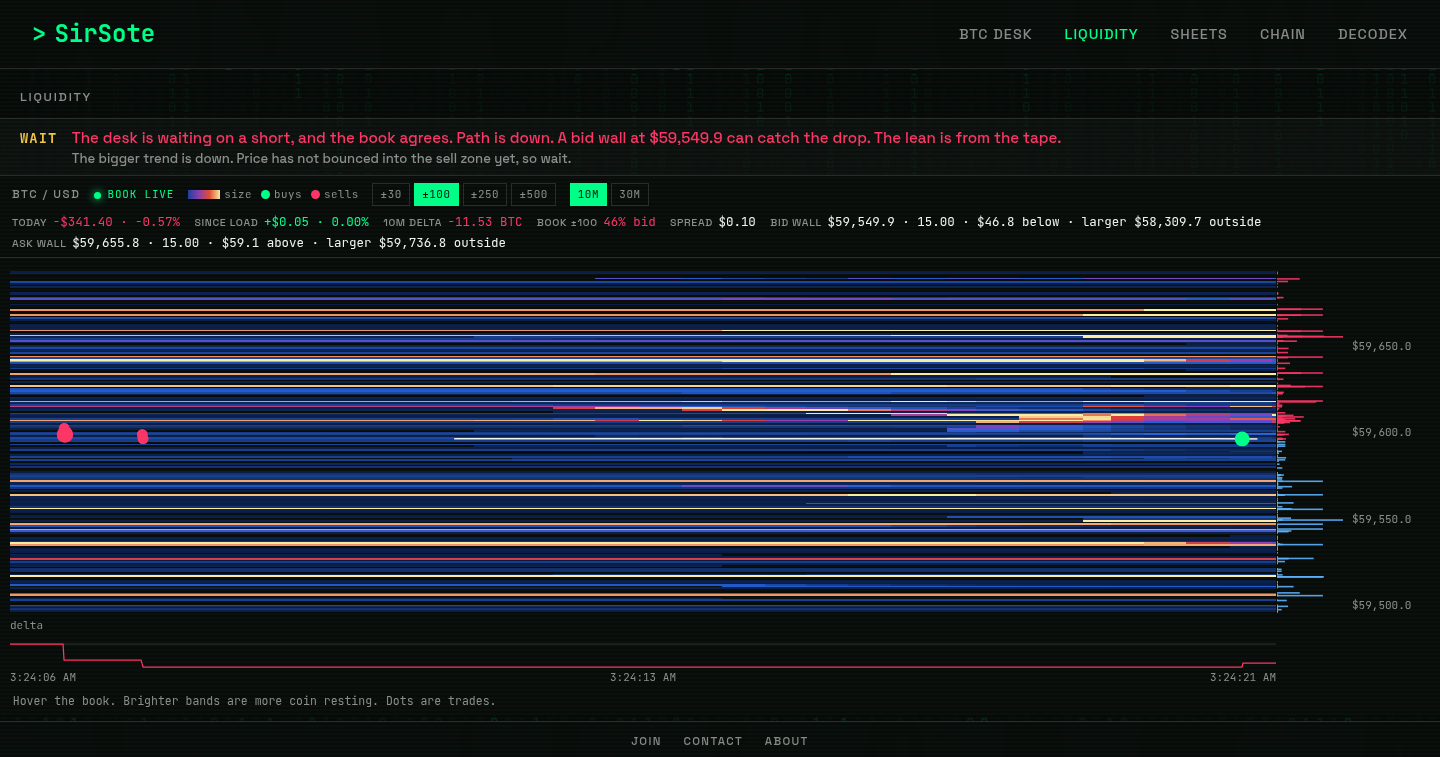 > SirSote
BTC DESK LIQUIDITY SHEETS CHAIN DECODEX
LIQUIDITY
WAIT The desk is waiting on a short, and the book agrees. Path is down. A bid wall at $59,549.9 can catch the drop. The lean is from the tape.
The bigger trend is down. Price has not bounced into the sell zone yet, so wait.
BTC / USD BOOK LIVE size buys sells ±30 ±100 ±250 ±500 10M 30M
TODAY -$341.40 · -0.57% SINCE LOAD +$0.05 · 0.00% 10M DELTA -11.53 BTC BOOK ±100 46% bid SPREAD $0.10 BID WALL $59,549.9 · 15.00 · $46.8 below · larger $58,309.7 outside
ASK WALL $59,655.8 · 15.00 · $59.1 above · larger $59,736.8 outside
$59,650.0
$59,600.0
$59,550.0
$59,500.0
delta
3:24:06 AM 3:24:13 AM 3:24:21 AM
Hover the book. Brighter bands are more coin resting. Dots are trades.
JOIN CONTACT ABOUT